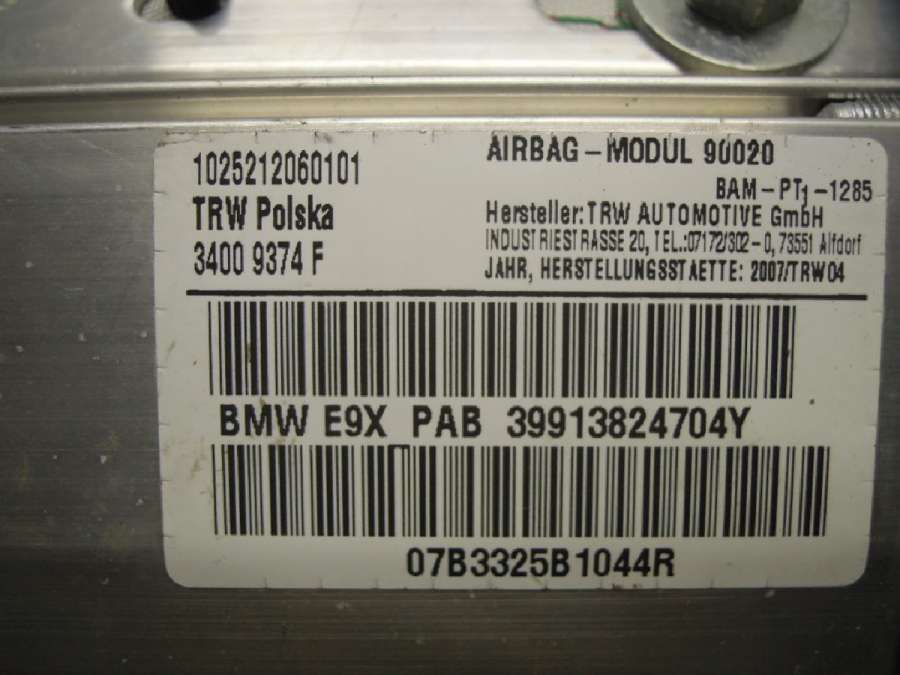 1025212060101
TRW Polska
3400 9374 F
AIRBAG-MODUL 90020
BAM-PT1-1285
Hersteller: TRW AUTOMOTIVE GmbH
INDUSTRIESTRASSE 20, TEL.:07172/302-0, 73551 Alfdorf
JAHR, HERSTELLUNGSSTAETTE: 2007/TRW04
BMW E9X PAB 39913824704Y
07B3325B1044R